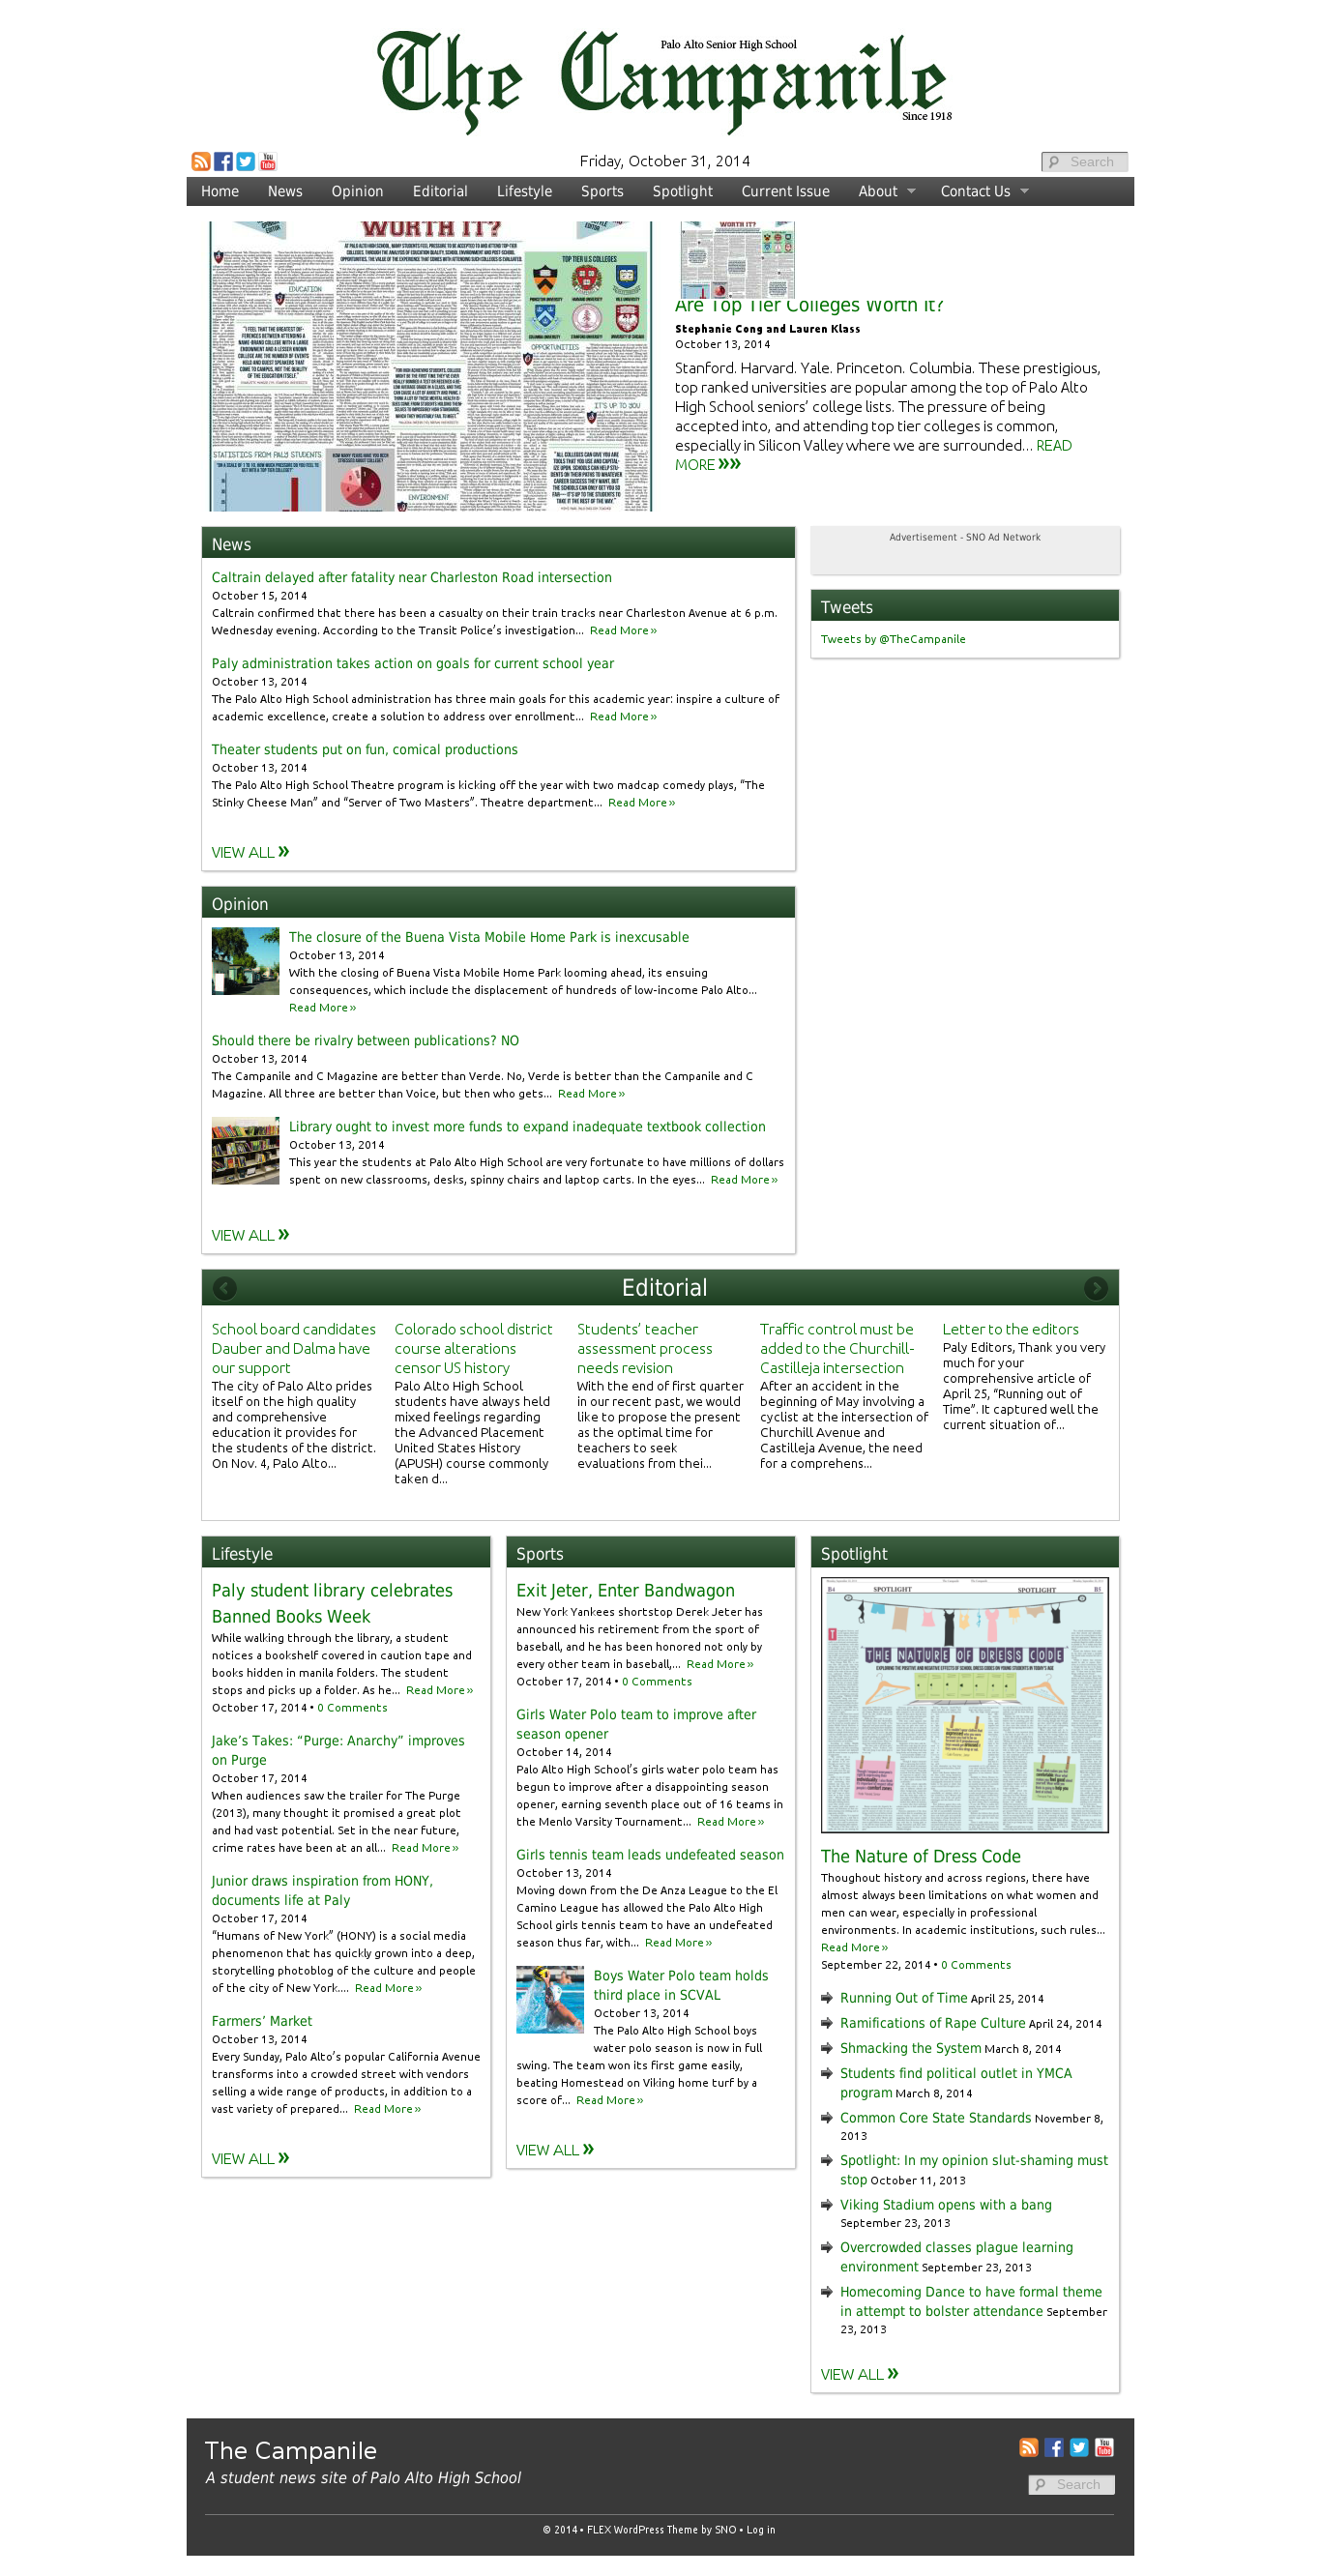 The Campanile
Palo Alto Senior High School
Since 1918
Friday, October 31, 2014
Search
Home News Opinion Editorial Lifestyle Sports Spotlight Current Issue About Contact Us
WORTH IT?
EDUCATION
TOP TIER U.S COLLEGES
OPPORTUNITIES
IT'S UP TO YOU
STATISTICS FROM PALY STUDENTS
ENVIRONMENT
WORTH IT?
Are Top Tier Colleges Worth It?
Stephanie Cong and Lauren Klass
October 13, 2014
Stanford. Harvard. Yale. Princeton. Columbia. These prestigious,
top ranked universities are popular among the top of Palo Alto
High School seniors’ college lists. The pressure of being
accepted into, and attending top tier colleges is common,
especially in Silicon Valley where we are surrounded... READ
MORE »»
News
Caltrain delayed after fatality near Charleston Road intersection
October 15, 2014
Caltrain confirmed that there has been a casualty on their train tracks near Charleston Avenue at 6 p.m.
Wednesday evening. According to the Transit Police’s investigation... Read More »
Paly administration takes action on goals for current school year
October 13, 2014
The Palo Alto High School administration has three main goals for this academic year: inspire a culture of
academic excellence, create a solution to address over enrollment... Read More »
Theater students put on fun, comical productions
October 13, 2014
The Palo Alto High School Theatre program is kicking off the year with two madcap comedy plays, “The
Stinky Cheese Man” and “Server of Two Masters”. Theatre department... Read More »
VIEW ALL »
Advertisement - SNO Ad Network
Tweets
Tweets by @TheCampanile
Opinion
The closure of the Buena Vista Mobile Home Park is inexcusable
October 13, 2014
With the closing of Buena Vista Mobile Home Park looming ahead, its ensuing
consequences, which include the displacement of hundreds of low-income Palo Alto...
Read More »
Should there be rivalry between publications? NO
October 13, 2014
The Campanile and C Magazine are better than Verde. No, Verde is better than the Campanile and C
Magazine. All three are better than Voice, but then who gets... Read More »
Library ought to invest more funds to expand inadequate textbook collection
October 13, 2014
This year the students at Palo Alto High School are very fortunate to have millions of dollars
spent on new classrooms, desks, spinny chairs and laptop carts. In the eyes... Read More »
VIEW ALL »
Editorial
School board candidates
Dauber and Dalma have
our support
The city of Palo Alto prides
itself on the high quality
and comprehensive
education it provides for
the students of the district.
On Nov. 4, Palo Alto...
Colorado school district
course alterations
censor US history
Palo Alto High School
students have always held
mixed feelings regarding
the Advanced Placement
United States History
(APUSH) course commonly
taken d...
Students’ teacher
assessment process
needs revision
With the end of first quarter
in our recent past, we would
like to propose the present
as the optimal time for
teachers to seek
evaluations from thei...
Traffic control must be
added to the Churchill-
Castilleja intersection
After an accident in the
beginning of May involving a
cyclist at the intersection of
Churchill Avenue and
Castilleja Avenue, the need
for a comprehens...
Letter to the editors
Paly Editors, Thank you very
much for your
comprehensive article of
April 25, “Running out of
Time”. It captured well the
current situation of...
Lifestyle
Paly student library celebrates
Banned Books Week
While walking through the library, a student
notices a bookshelf covered in caution tape and
books hidden in manila folders. The student
stops and picks up a folder. As he... Read More »
October 17, 2014 • 0 Comments
Jake’s Takes: “Purge: Anarchy” improves
on Purge
October 17, 2014
When audiences saw the trailer for The Purge
(2013), many thought it promised a great plot
and had vast potential. Set in the near future,
crime rates have been at an all... Read More »
Junior draws inspiration from HONY,
documents life at Paly
October 17, 2014
“Humans of New York” (HONY) is a social media
phenomenon that has quickly grown into a deep,
storytelling photoblog of the culture and people
of the city of New York.... Read More »
Farmers’ Market
October 13, 2014
Every Sunday, Palo Alto’s popular California Avenue
transforms into a crowded street with vendors
selling a wide range of products, in addition to a
vast variety of prepared... Read More »
VIEW ALL »
Sports
Exit Jeter, Enter Bandwagon
New York Yankees shortstop Derek Jeter has
announced his retirement from the sport of
baseball, and he has been honored not only by
every other team in baseball,... Read More »
October 17, 2014 • 0 Comments
Girls Water Polo team to improve after
season opener
October 14, 2014
Palo Alto High School’s girls water polo team has
begun to improve after a disappointing season
opener, earning seventh place out of 16 teams in
the Menlo Varsity Tournament... Read More »
Girls tennis team leads undefeated season
October 13, 2014
Moving down from the De Anza League to the El
Camino League has allowed the Palo Alto High
School girls tennis team to have an undefeated
season thus far, with... Read More »
Boys Water Polo team holds
third place in SCVAL
October 13, 2014
The Palo Alto High School boys
water polo season is now in full
swing. The team won its first game easily,
beating Homestead on Viking home turf by a
score of... Read More »
VIEW ALL »
Spotlight
SPOTLIGHT
SPOTLIGHT
THE NATURE OF DRESS CODE
The Nature of Dress Code
Thoughout history and across regions, there have
almost always been limitations on what women and
men can wear, especially in professional
environments. In academic institutions, such rules...
Read More »
September 22, 2014 • 0 Comments
Running Out of Time April 25, 2014
Ramifications of Rape Culture April 24, 2014
Shmacking the System March 8, 2014
Students find political outlet in YMCA
program March 8, 2014
Common Core State Standards November 8,
2013
Spotlight: In my opinion slut-shaming must
stop October 11, 2013
Viking Stadium opens with a bang
September 23, 2013
Overcrowded classes plague learning
environment September 23, 2013
Homecoming Dance to have formal theme
in attempt to bolster attendance September
23, 2013
VIEW ALL »
The Campanile
A student news site of Palo Alto High School
Search
© 2014 • FLEX WordPress Theme by SNO • Log in